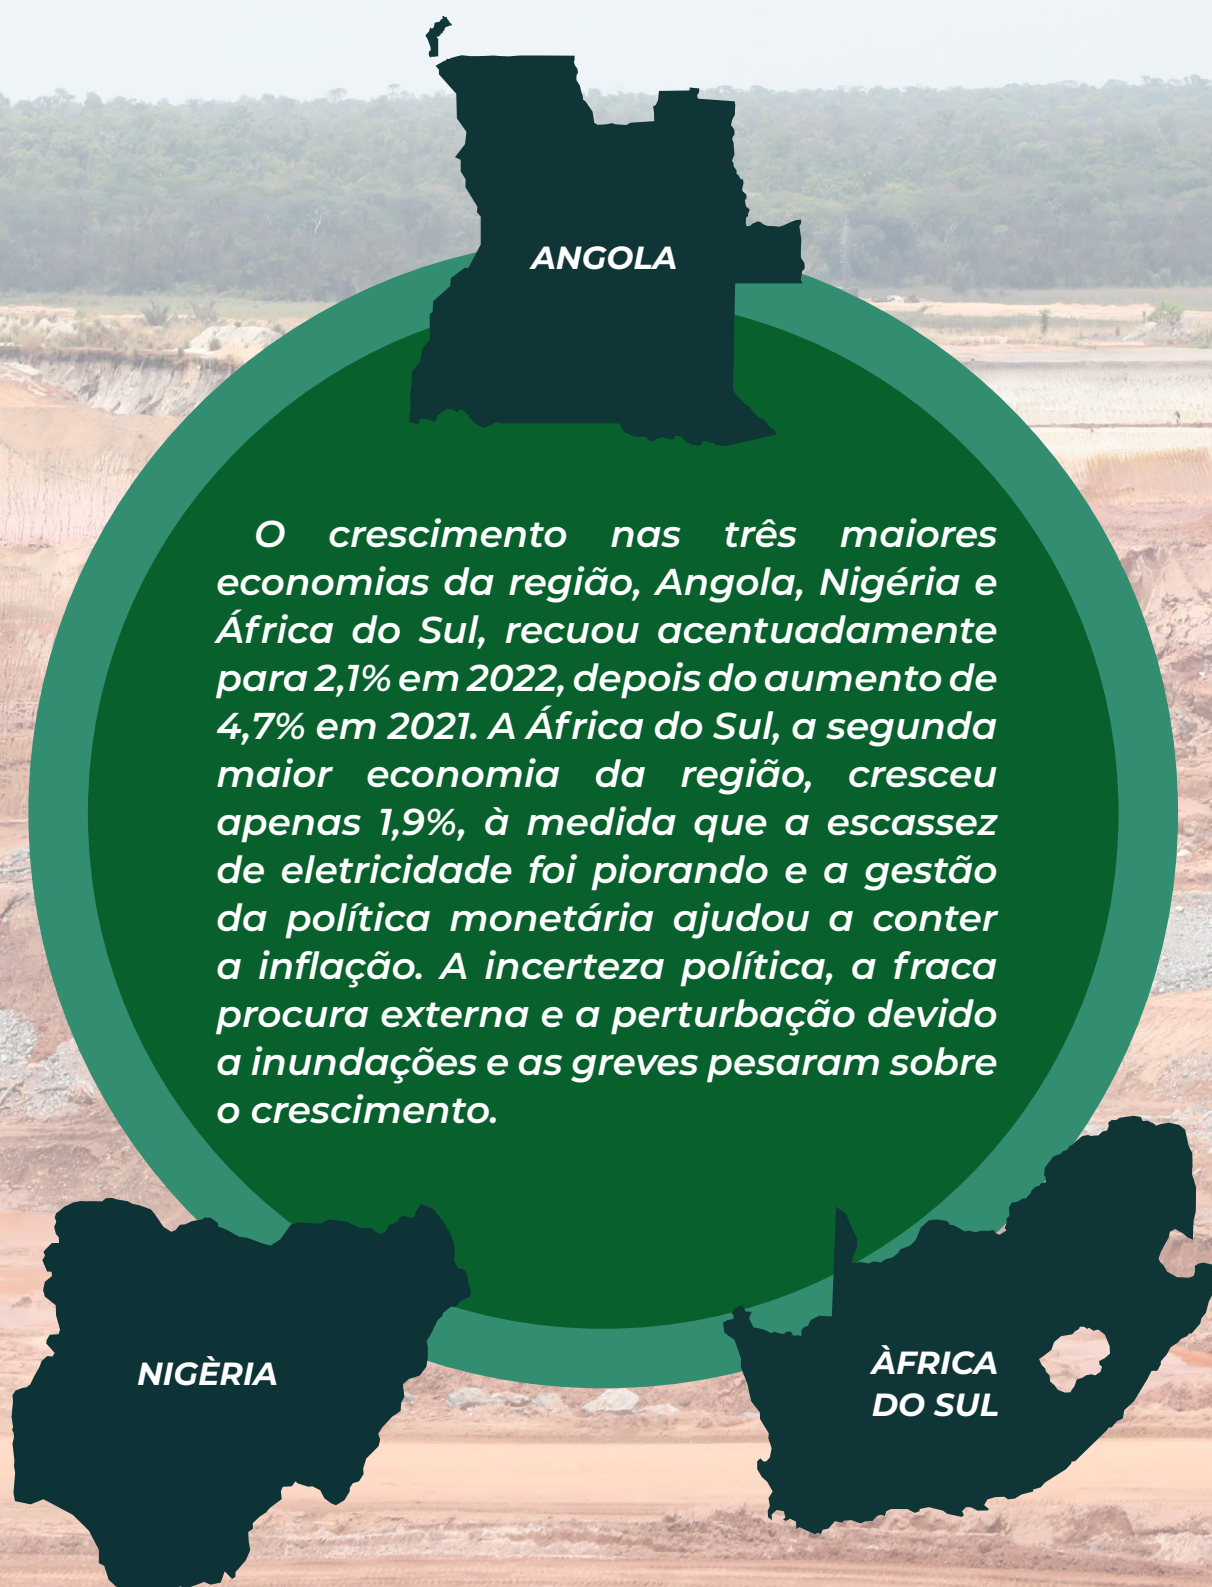 ANGOLA
O crescimento nas três maiores
economias da região, Angola, Nigéria e
África do Sul, recuou acentuadamente
para 2,1% em 2022, depois do aumento de
4,7% em 2021. A África do Sul, a segunda
maior economia da região, cresceu
apenas 1,9%, à medida que a escassez
de eletricidade foi piorando e a gestão
da política monetária ajudou a conter
a inflação. A incerteza política, a fraca
procura externa e a perturbação devido
a inundações e as greves pesaram sobre
o crescimento.
NIGÈRIA
ÀFRICA
DO SUL